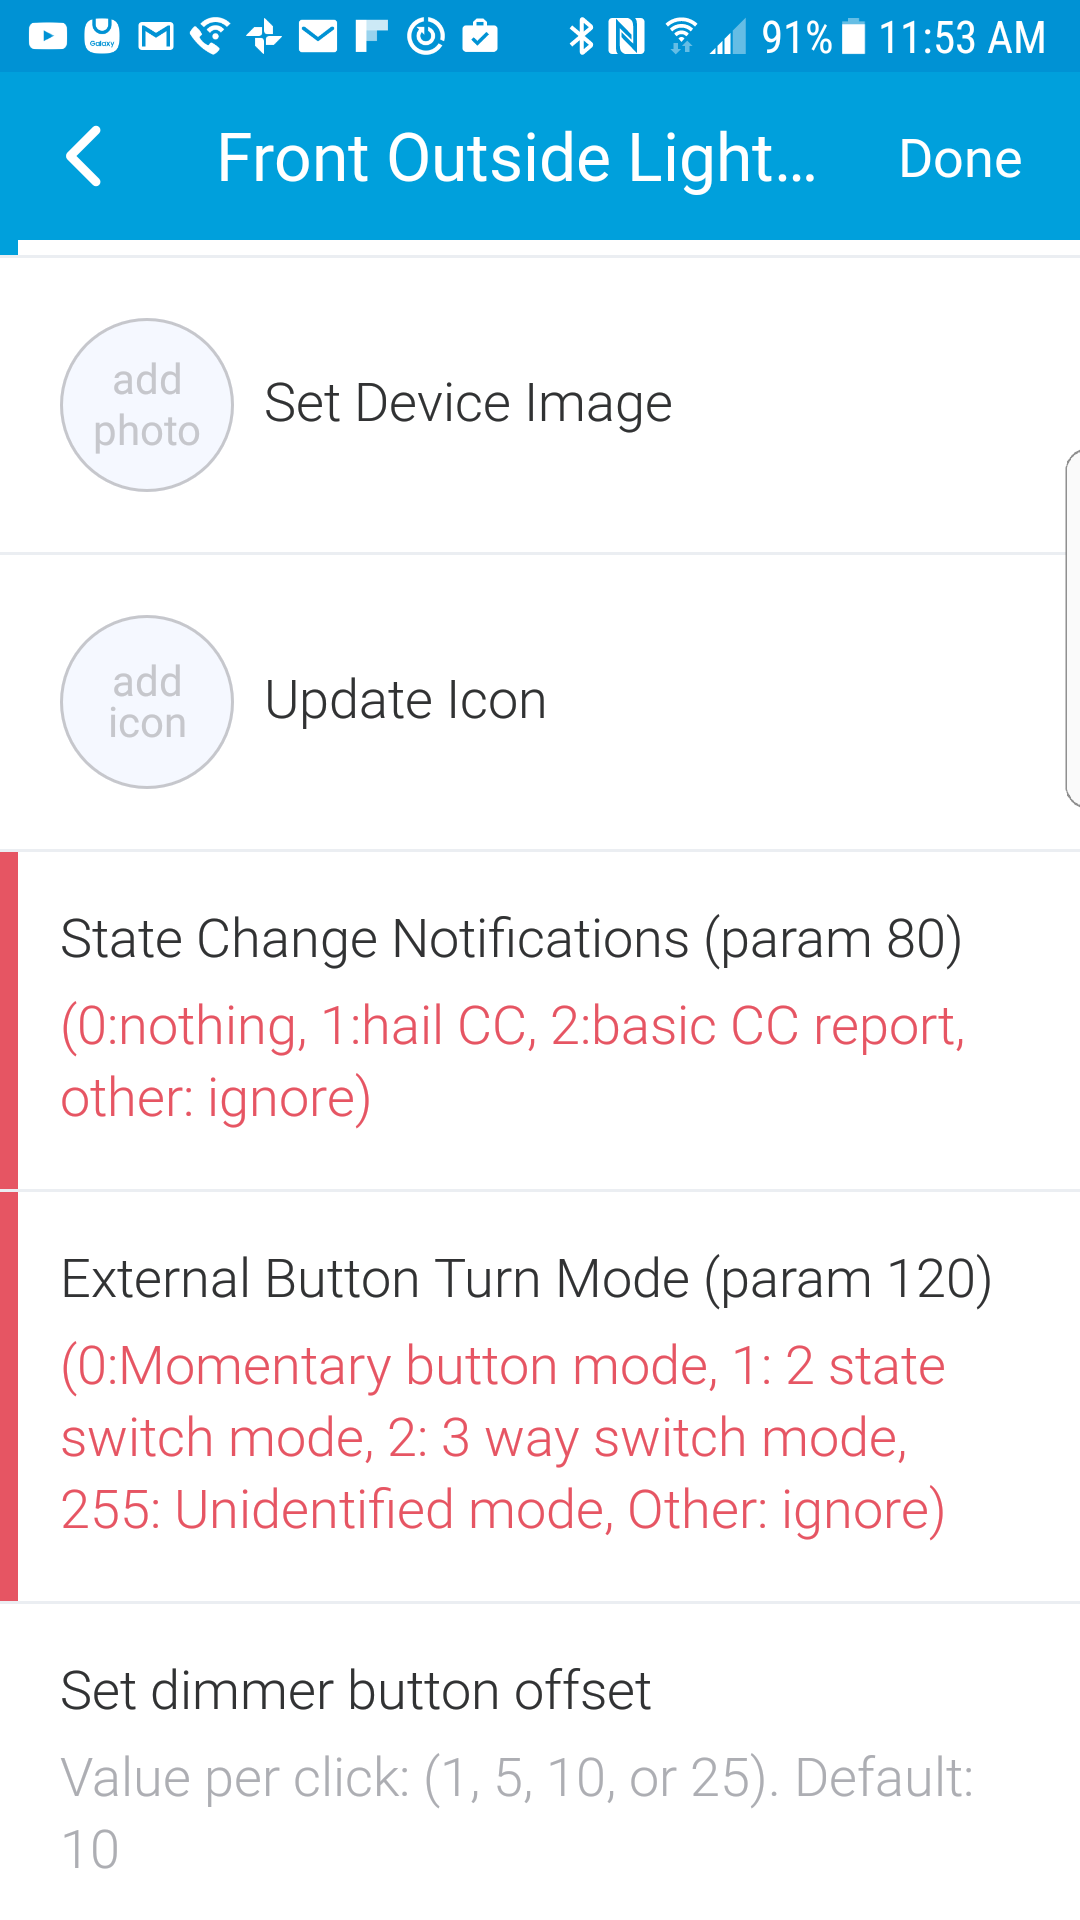 Galaxy
91% 11:53 AM
Front Outside Light... Done
add
photo
Set Device Image
add
icon
Update Icon
State Change Notifications (param 80)
(0:nothing, 1:hail CC, 2:basic CC report,
other: ignore)
External Button Turn Mode (param 120)
(0:Momentary button mode, 1: 2 state
switch mode, 2: 3 way switch mode,
255: Unidentified mode, Other: ignore)
Set dimmer button offset
Value per click: (1, 5, 10, or 25). Default:
10